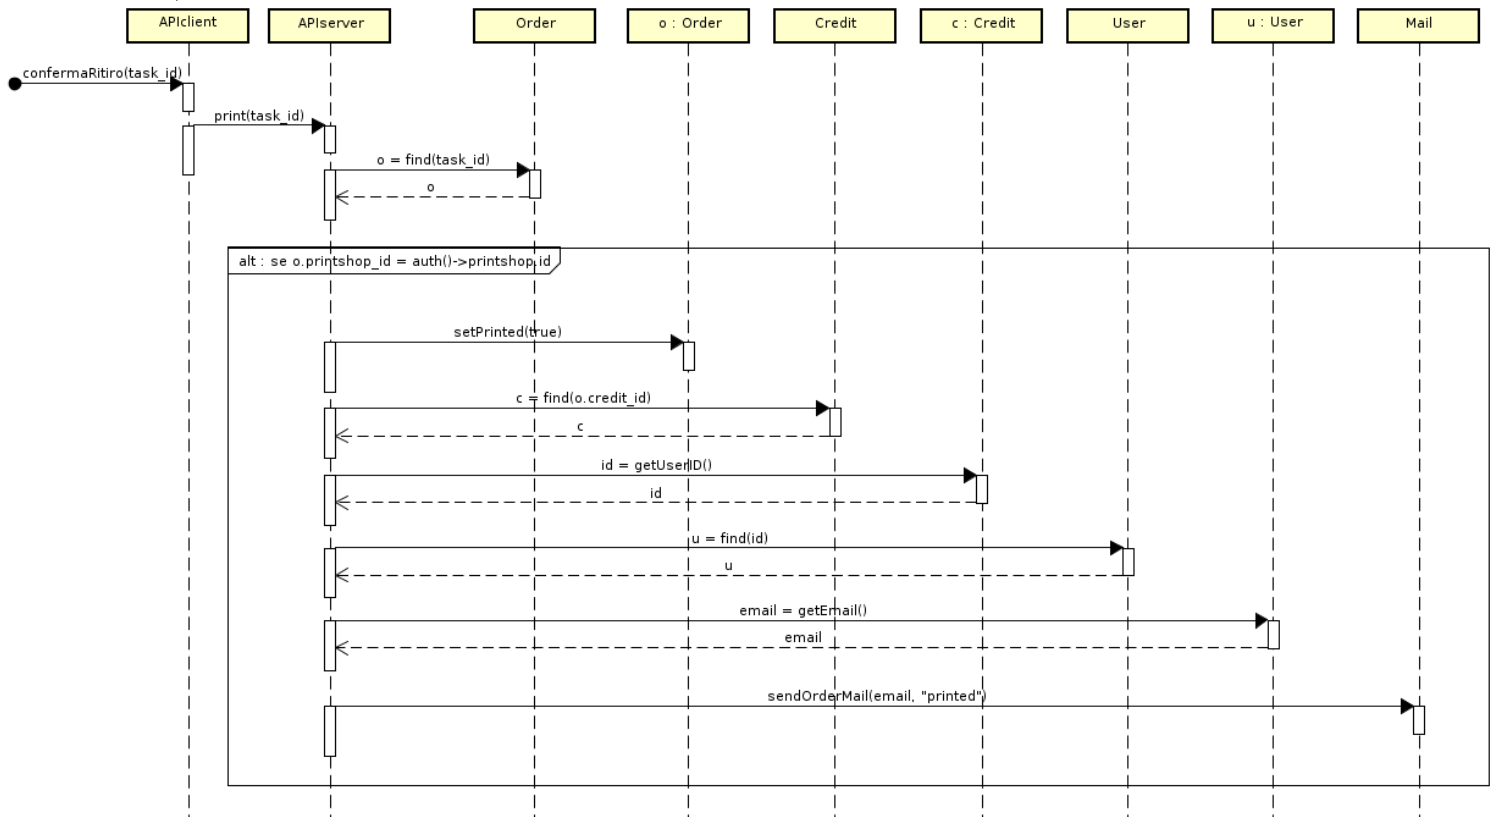 APIclient
APIserver
Order
o : Order
Credit
c : Credit
User
u : User
Mail
confermaRitiro(task_id)
print(task_id)
o = find(task_id)
o
alt : se o.printshop_id = auth()->printshop.id
setPrinted(true)
c = find(o.credit_id)
c
id = getUserID()
id
u = find(id)
u
email = getEmail()
email
sendOrderMail(email, "printed")